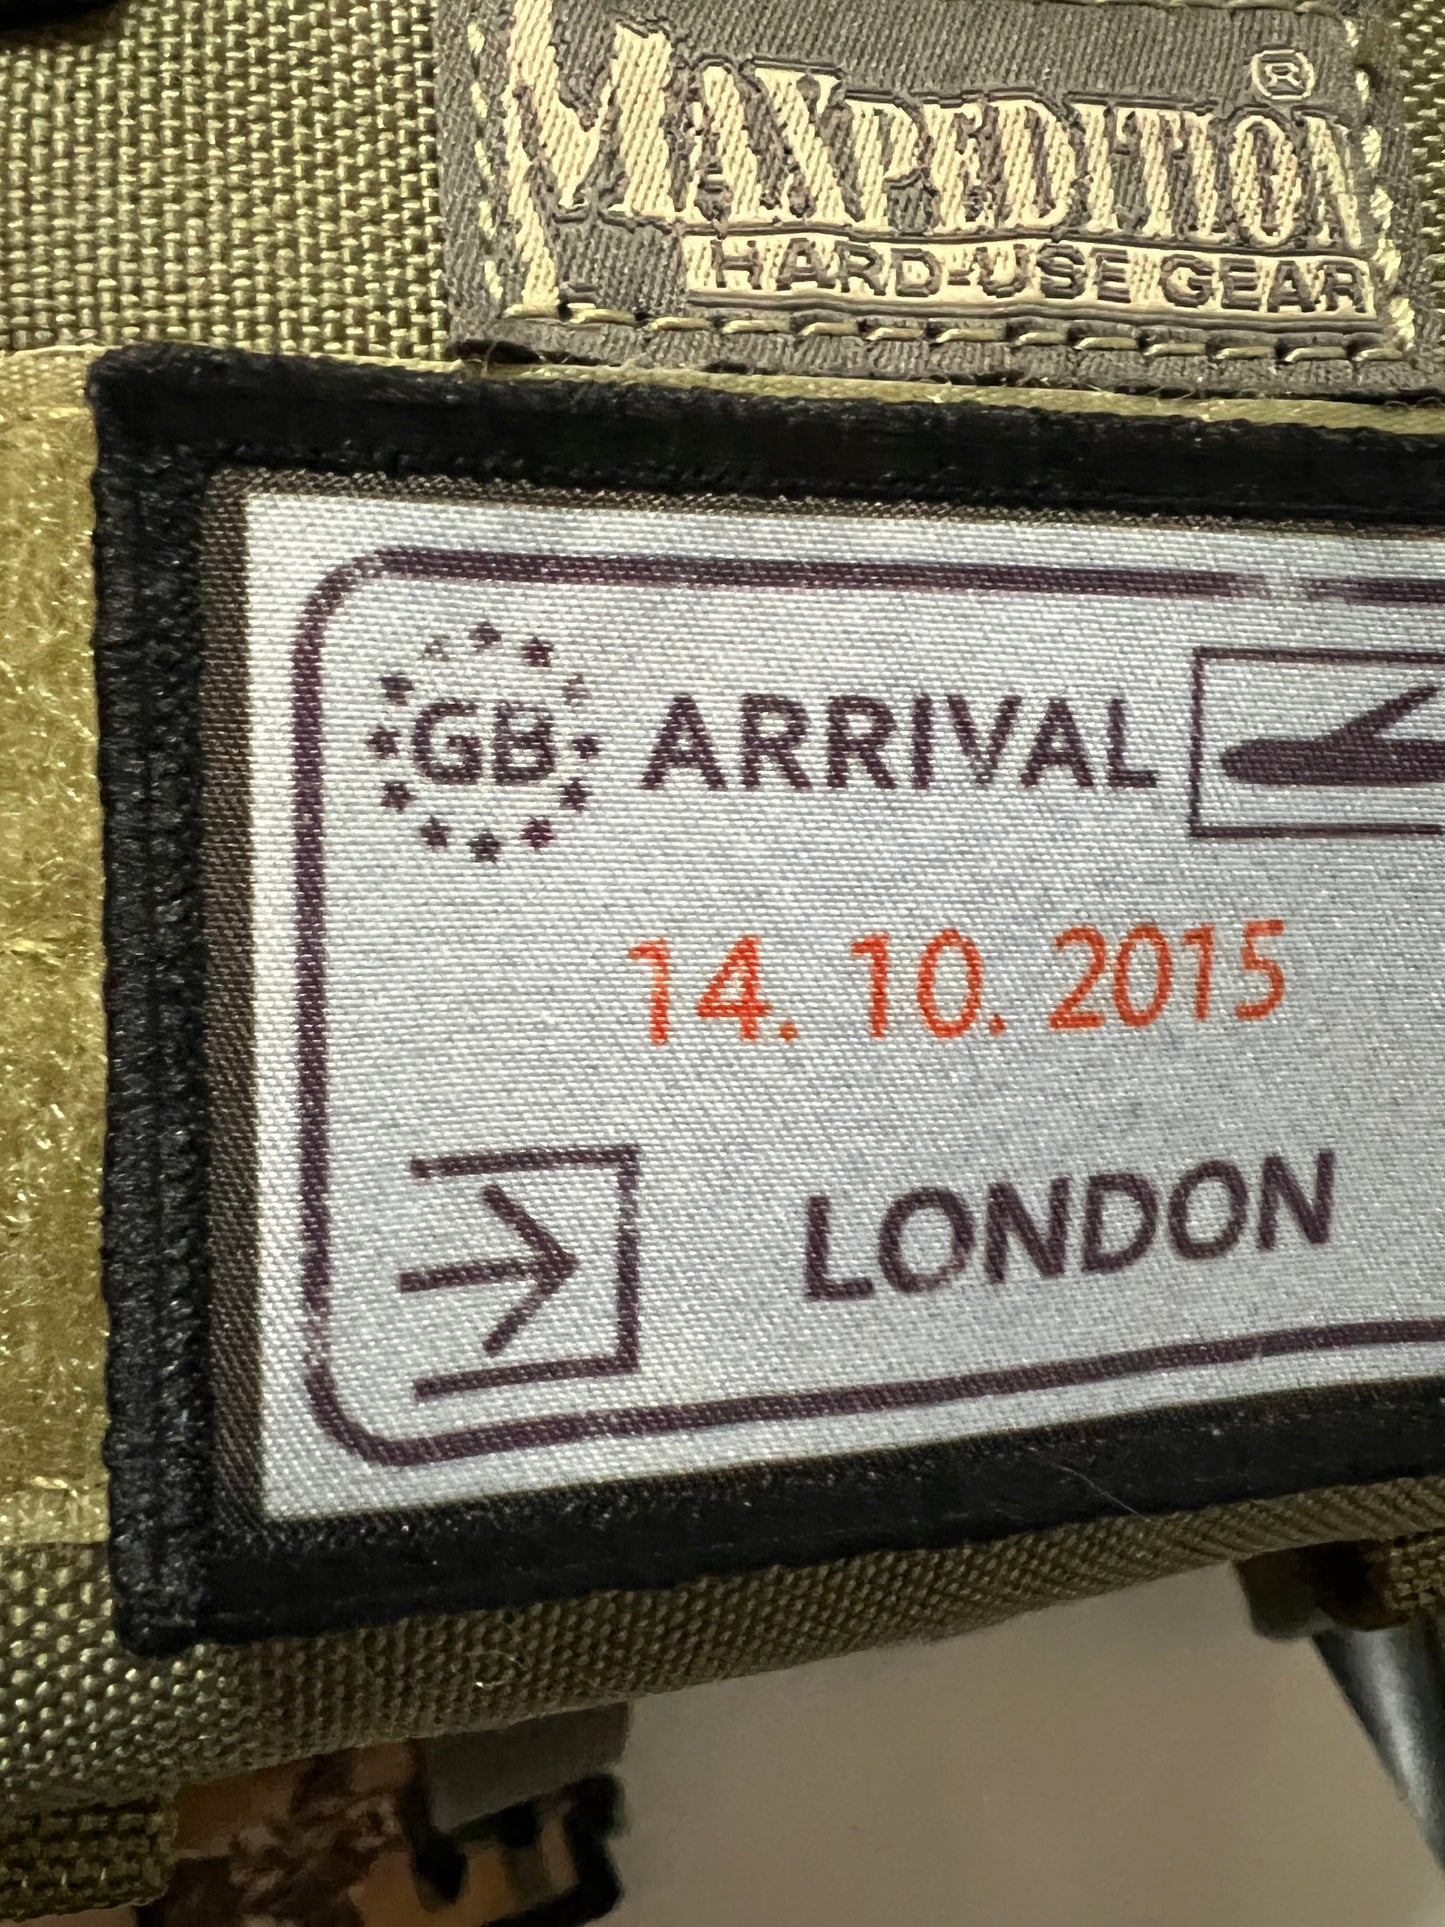 MAXPEDITION®
HARD-USE GEAR
GB ARRIVAL
14. 10. 2015
LONDON